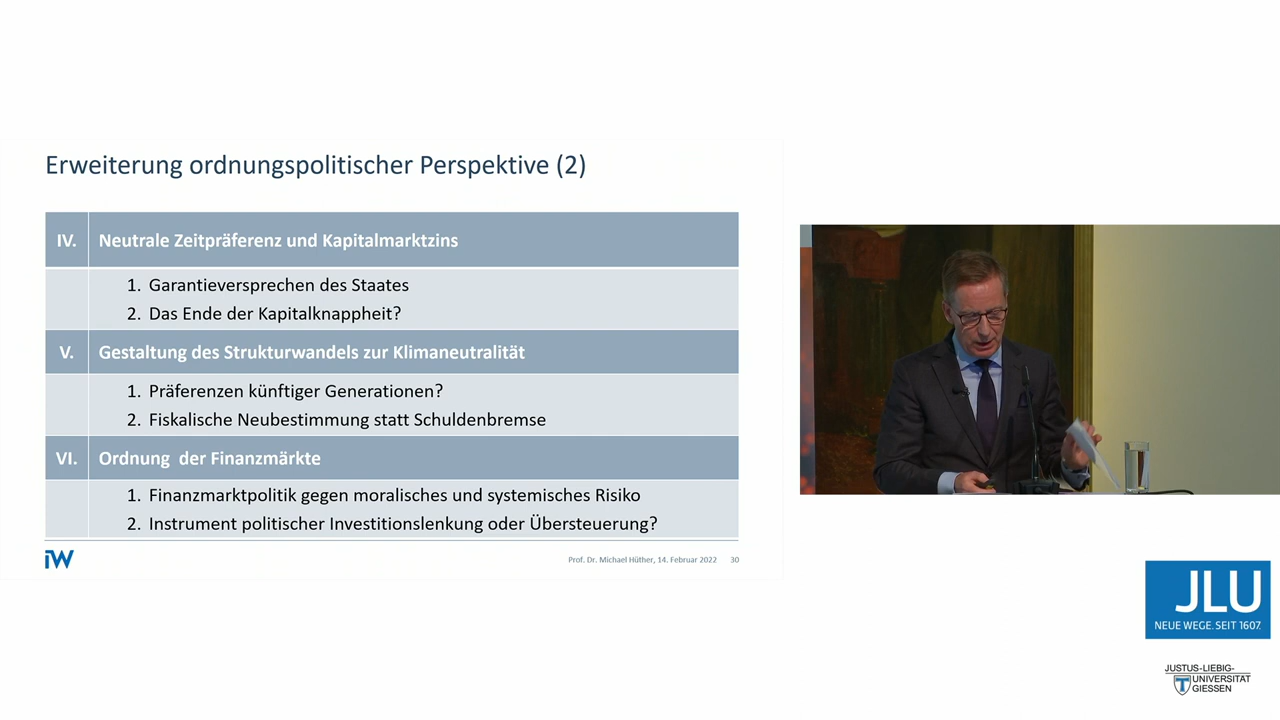 Erweiterung ordnungspolitischer Perspektive (2)
IV. Neutrale Zeitpräferenz und Kapitalmarktzins
1. Garantieversprechen des Staates
2. Das Ende der Kapitalknappheit?
V. Gestaltung des Strukturwandels zur Klimaneutralität
1. Präferenzen künftiger Generationen?
2. Fiskalische Neubestimmung statt Schuldenbremse
VI. Ordnung der Finanzmärkte
1. Finanzmarktpolitik gegen moralisches und systemisches Risiko
2. Instrument politischer Investitionslenkung oder Übersteuerung?
iW
Prof. Dr. Michael Hüther, 14. Februar 2022 30
JLU
NEUE WEGE. SEIT 1607.
JUSTUS-LIEBIG-
UNIVERSITÄT
GIESSEN